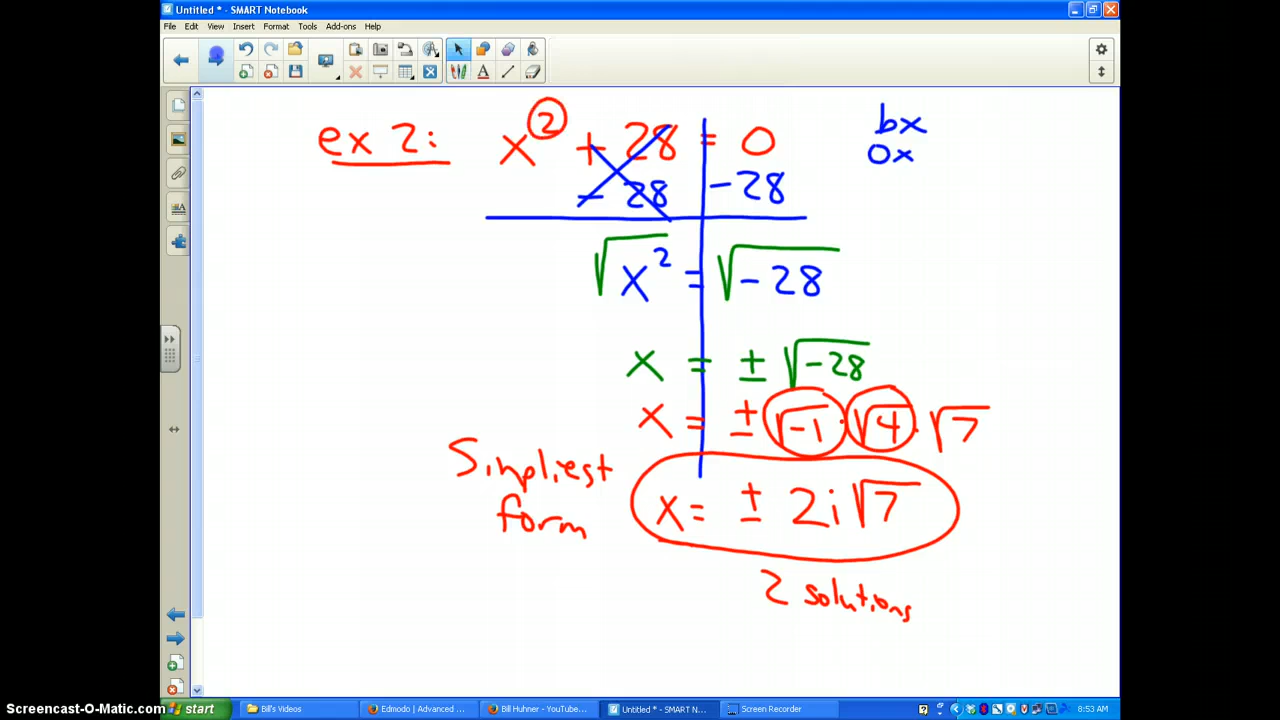 Untitled * - SMART Notebook
File Edit View Insert Format Tools Add-ons Help
ex 2: x² + 28 = 0
bx
0x
- 28 -28
√x² = √-28
x = ± √-28
x = ± √-1 · √4 · √7
Simpliest
form
x = ± 2i√7
2 solutions
Screencast-O-Matic.com
start
Bill's Videos
Edmodo | Advanced ...
Bill Huhner - YouTube...
Untitled * - SMART No...
Screen Recorder
8:53 AM